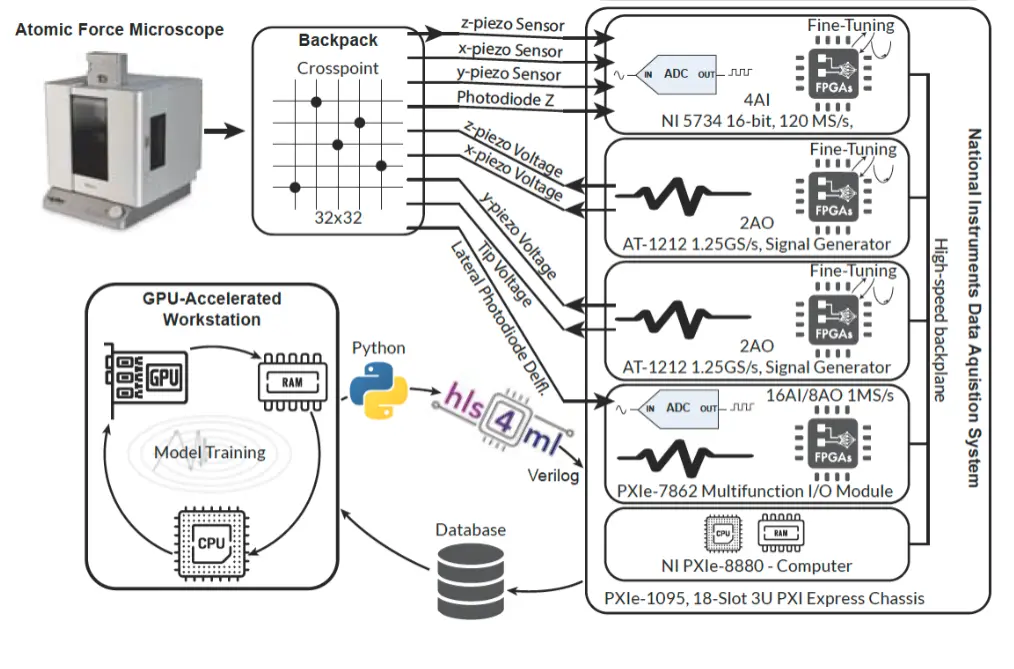 Atomic Force Microscope
Backpack
Crosspoint
32x32
z-piezo Sensor
x-piezo Sensor
y-piezo Sensor
Photodiode Z
z-piezo Voltage
x-piezo Voltage
y-piezo Voltage
Tip Voltage
Lateral Photodiode Defl.
Fine-Tuning
IN ADC OUT
FPGAs
4AI
NI 5734 16-bit, 120 MS/s,
Fine-Tuning
FPGAs
2AO
AT-1212 1.25GS/s, Signal Generator
Fine-Tuning
FPGAs
2AO
AT-1212 1.25GS/s, Signal Generator
16AI/8AO 1MS/s
IN ADC OUT
FPGAs
PXIe-7862 Multifunction I/O Module
CPU
RAM
NI PXIe-8880 - Computer
PXIe-1095, 18-Slot 3U PXI Express Chassis
High-speed backplane
National Instruments Data Aquistion System
GPU-Accelerated
Workstation
GPU
RAM
Model Training
CPU
Python
hls 4 ml
Verilog
Database